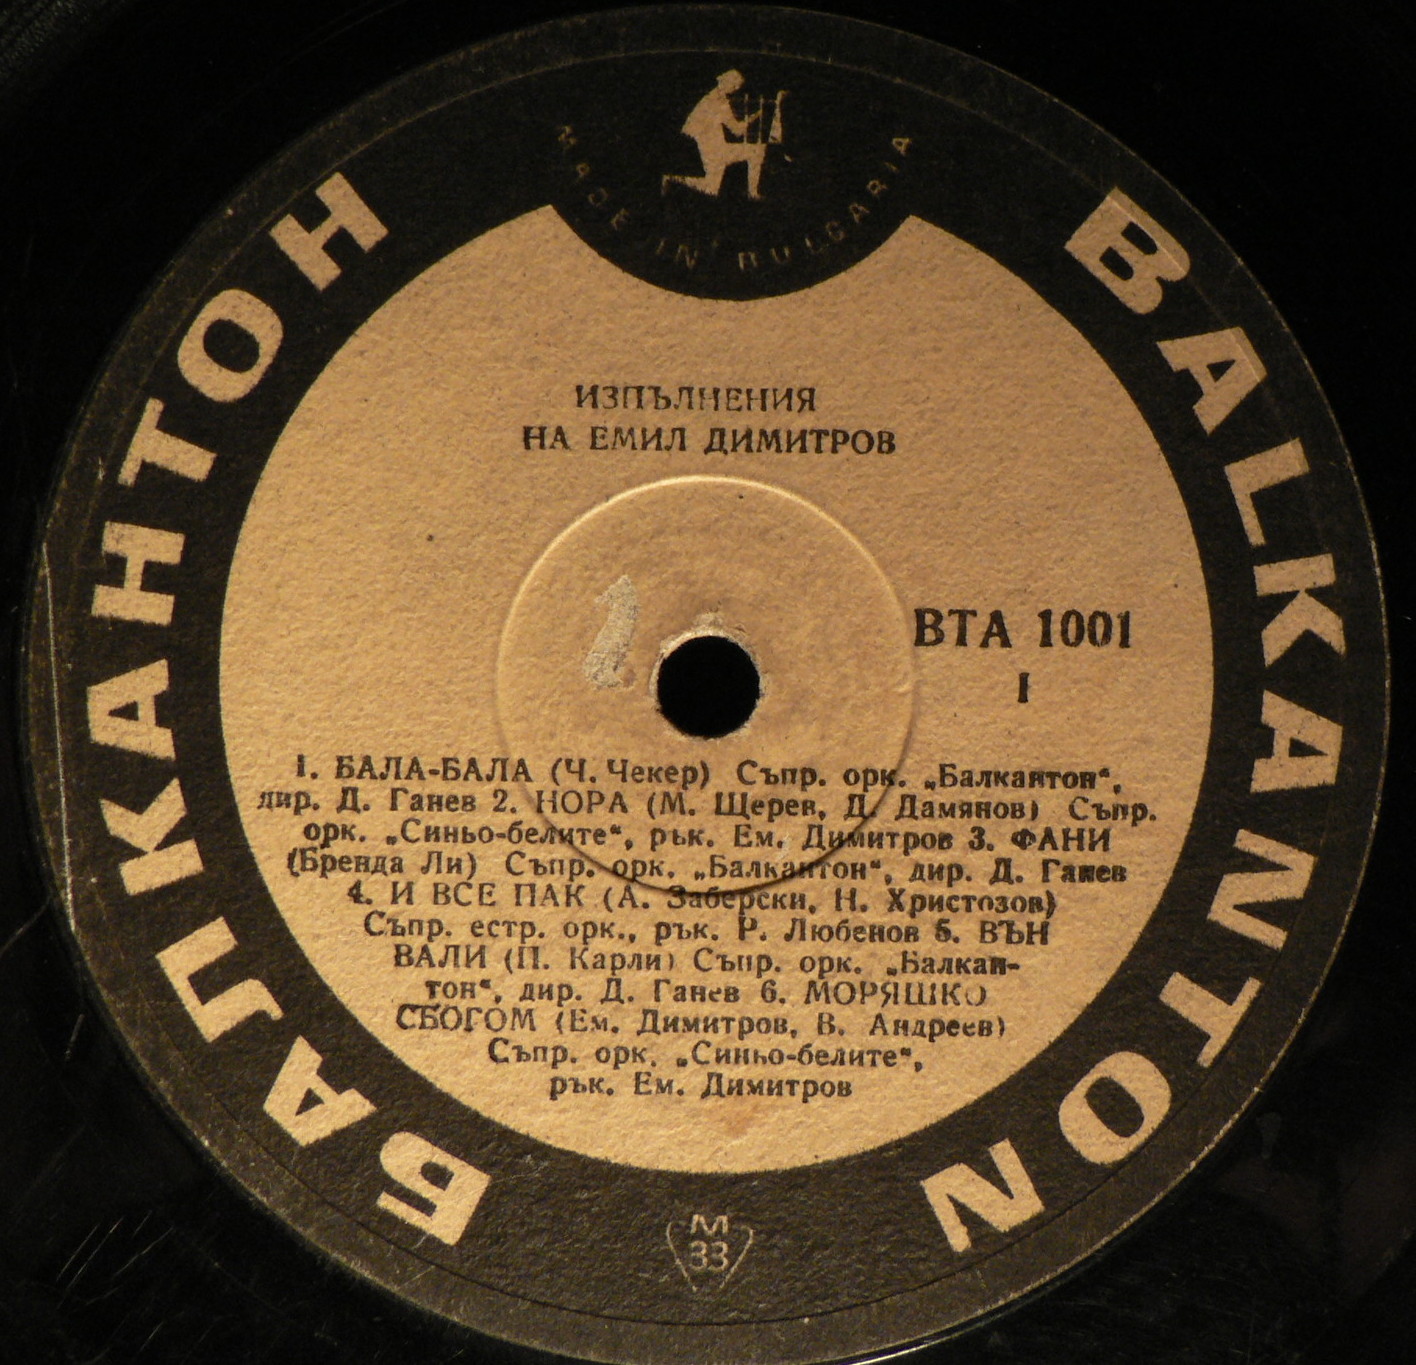 MADE IN BULGARIA
БАЛКАНТОН
BALKANTON
ИЗПЪЛНЕНИЯ
НА ЕМИЛ ДИМИТРОВ
ВТА 1001
I
1. БАЛА-БАЛА (Ч. Чекер) Съпр. орк. „Балкантон“,
дир. Д. Ганев 2. НОРА (М. Щерев, Д. Дамянов) Съпр.
орк. „Синьо-белите“, рък. Ем. Димитров 3. ФАНИ
(Бренда Ли) Съпр. орк. „Балкантон“, дир. Д. Ганев
4. И ВСЕ ПАК (А. Заберски, Н. Христозов)
Съпр. естр. орк., рък. Р. Любенов 5. ВЪН
ВАЛИ (П. Карли) Съпр. орк. „Балкан-
тон“, дир. Д. Ганев 6. МОРЯШКО
СБОГОМ (Ем. Димитров, В. Андреев)
Съпр. орк. „Синьо-белите“,
рък. Ем. Димитров
М
33